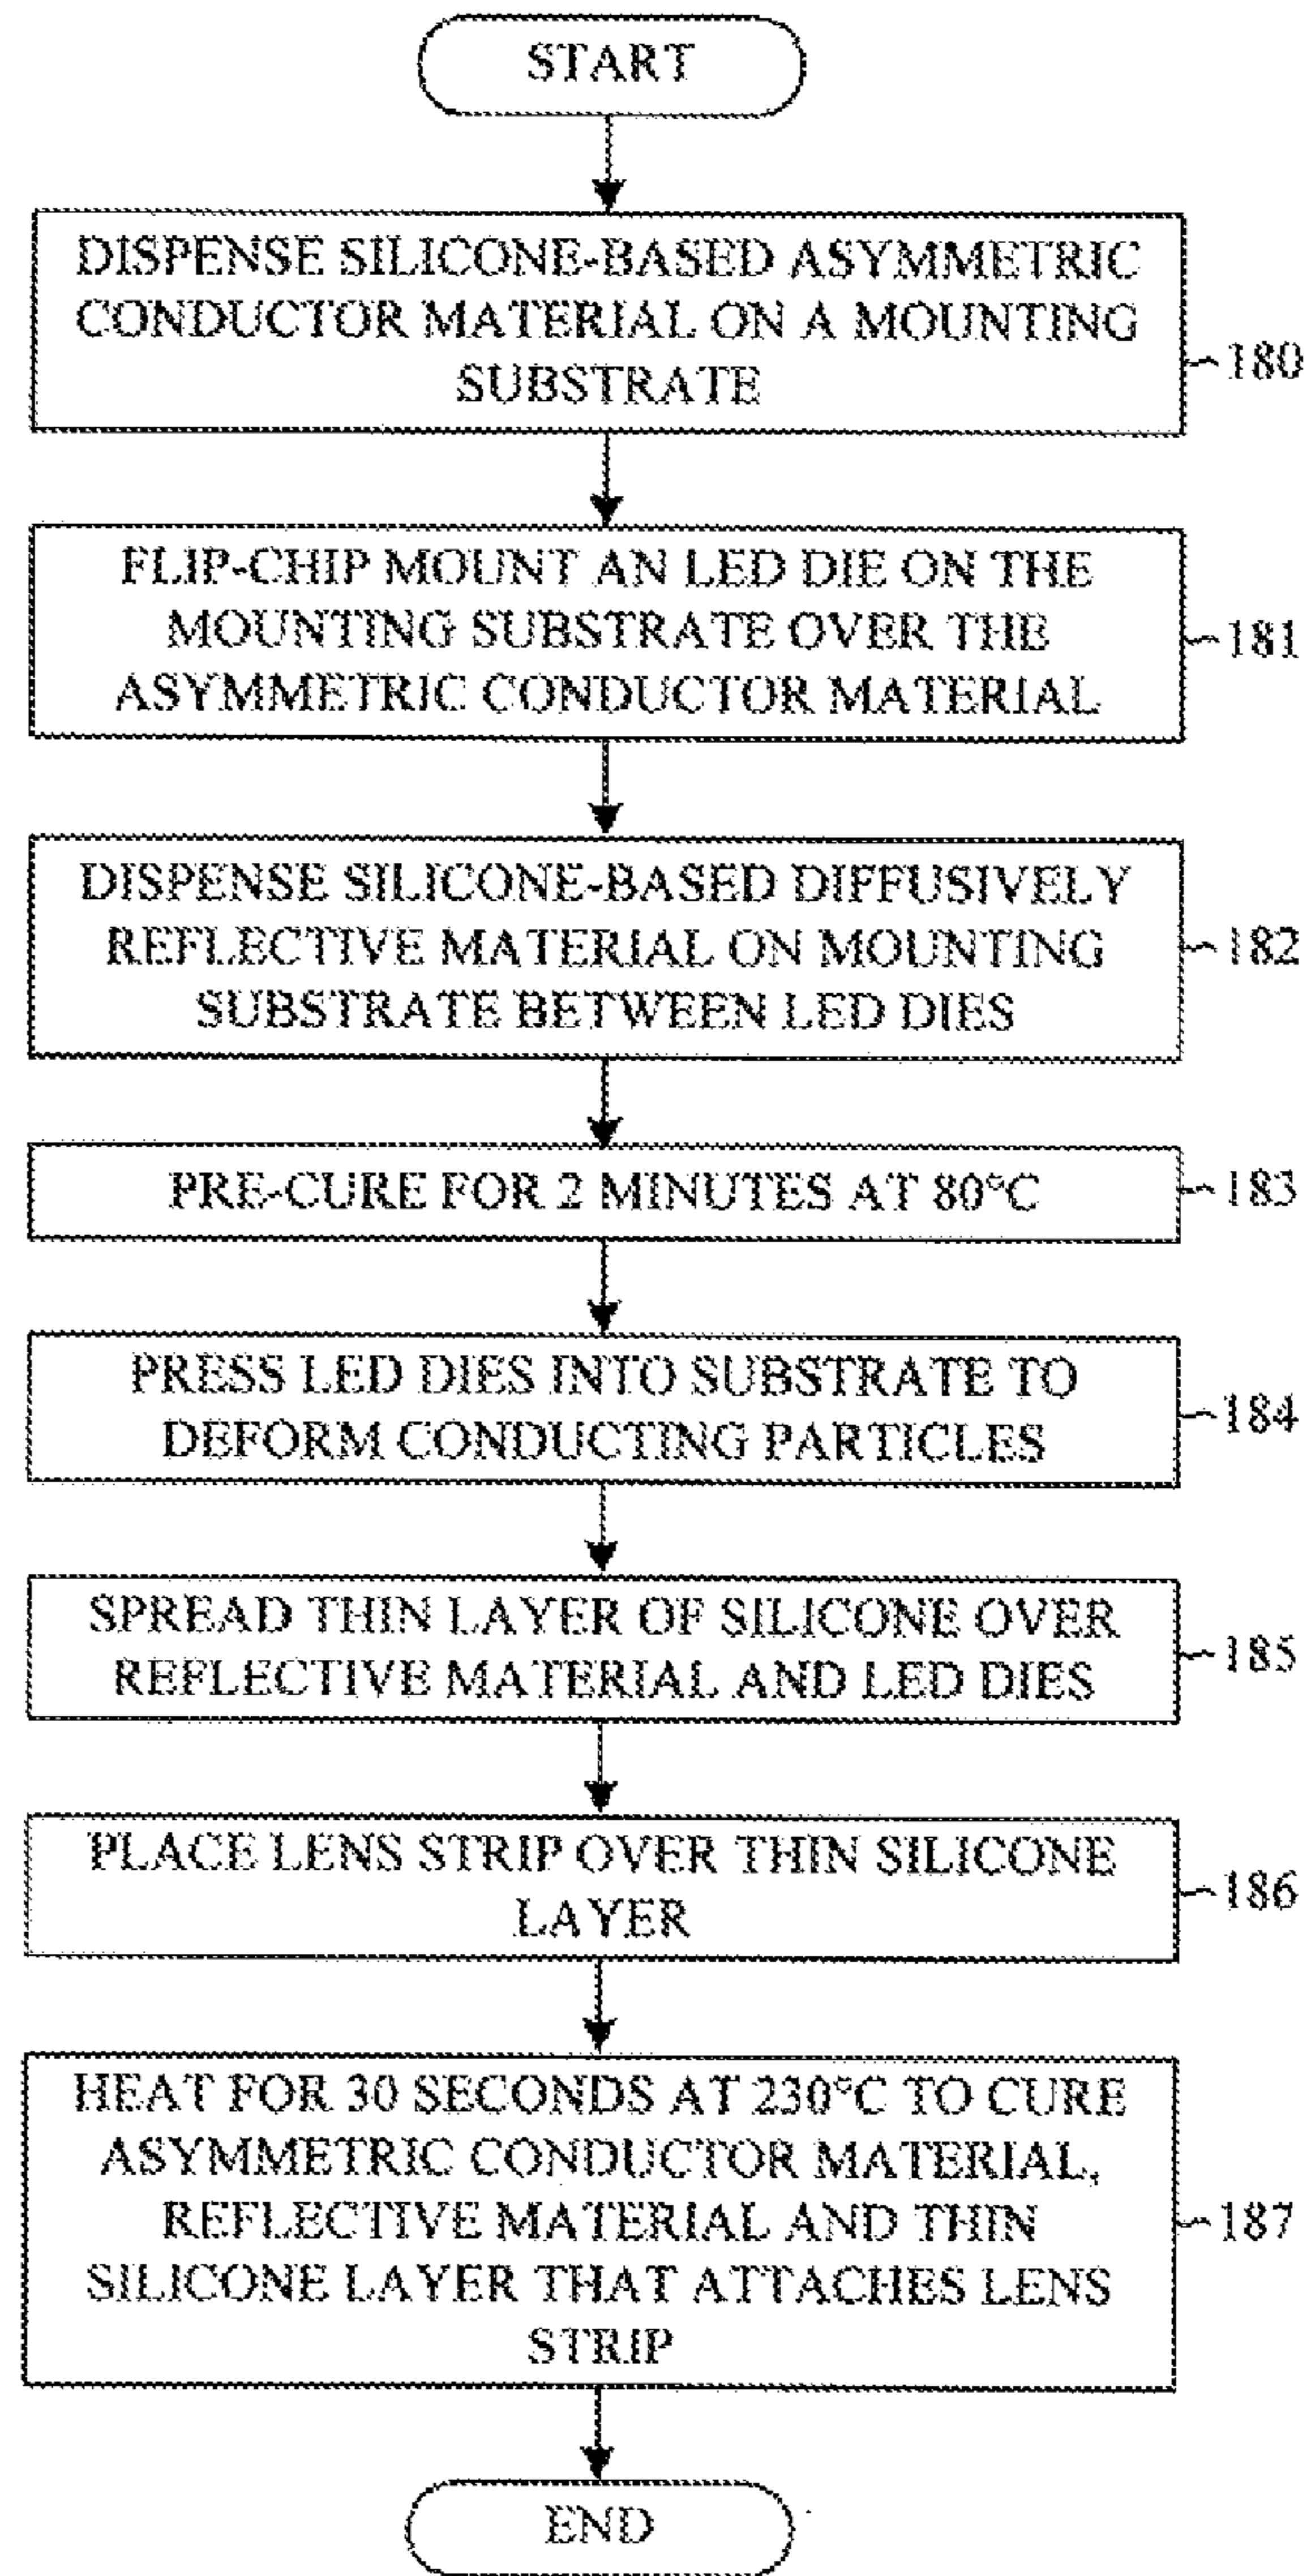 START
DISPENSE SILICONE-BASED ASYMMETRIC
CONDUCTOR MATERIAL ON A MOUNTING
SUBSTRATE
180
FLIP-CHIP MOUNT AN LED DIE ON THE
MOUNTING SUBSTRATE OVER THE
ASYMMETRIC CONDUCTOR MATERIAL
181
DISPENSE SILICONE-BASED DIFFUSIVELY
REFLECTIVE MATERIAL ON MOUNTING
SUBSTRATE BETWEEN LED DIES
182
PRE-CURE FOR 2 MINUTES AT 80°C
183
PRESS LED DIES INTO SUBSTRATE TO
DEFORM CONDUCTING PARTICLES
184
SPREAD THIN LAYER OF SILICONE OVER
REFLECTIVE MATERIAL AND LED DIES
185
PLACE LENS STRIP OVER THIN SILICONE
LAYER
186
HEAT FOR 30 SECONDS AT 230°C TO CURE
ASYMMETRIC CONDUCTOR MATERIAL,
REFLECTIVE MATERIAL AND THIN
SILICONE LAYER THAT ATTACHES LENS
STRIP
187
END